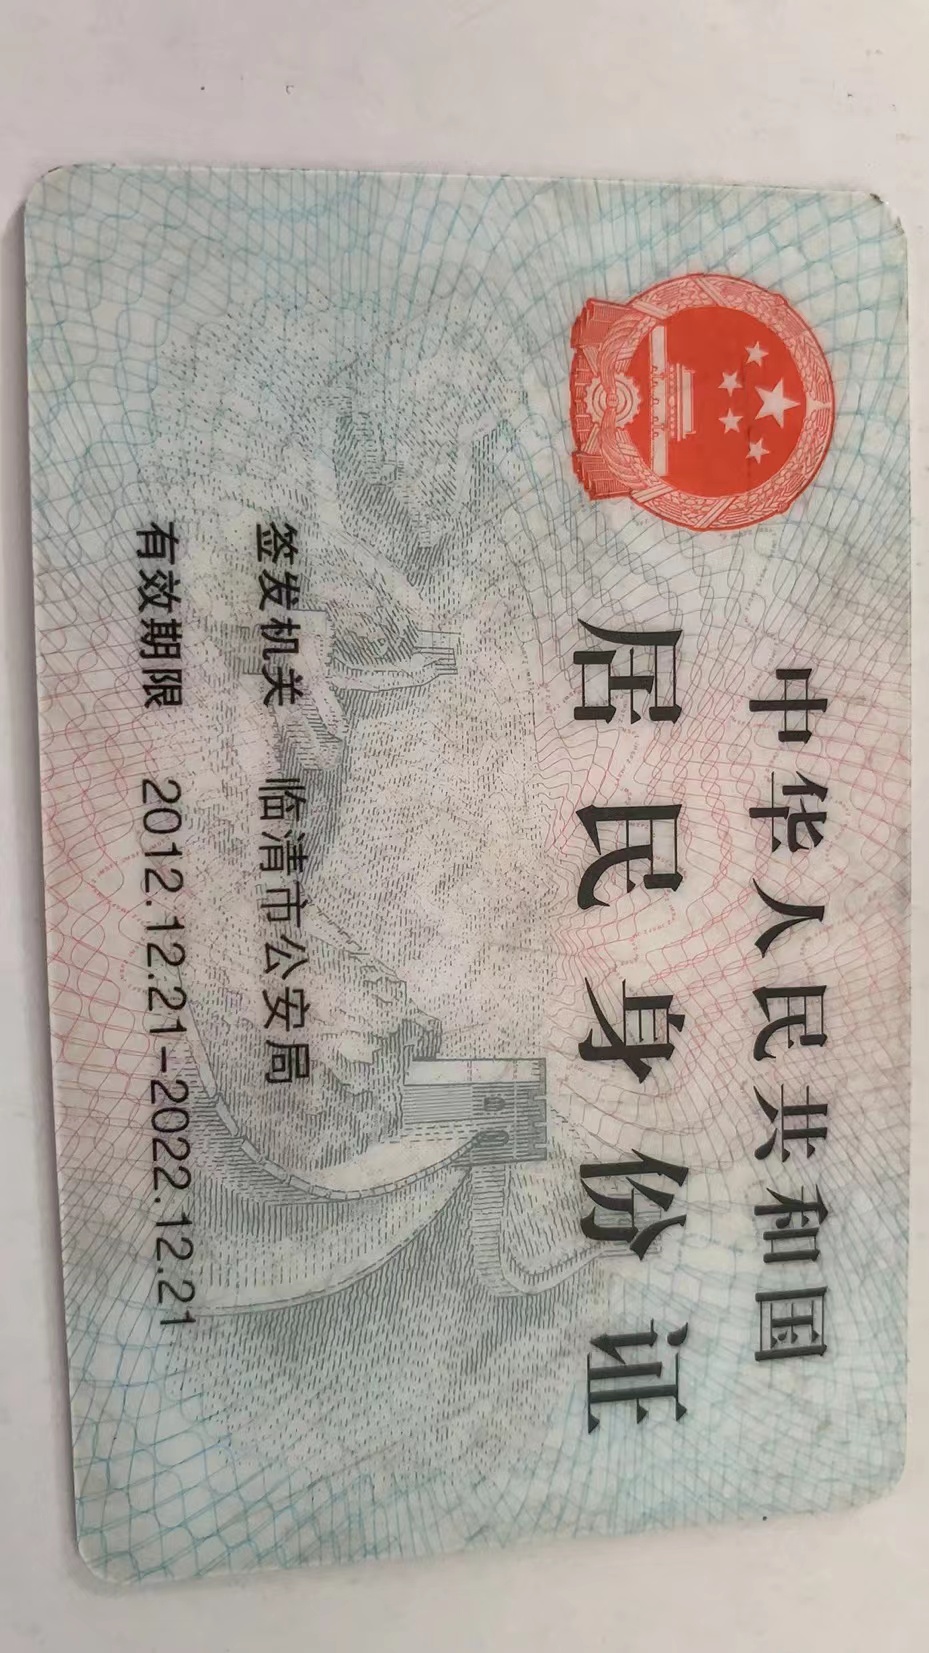 中华人民共和国
居民身份证
签发机关 临清市公安局
有效期限 2012.12.21-2022.12.21